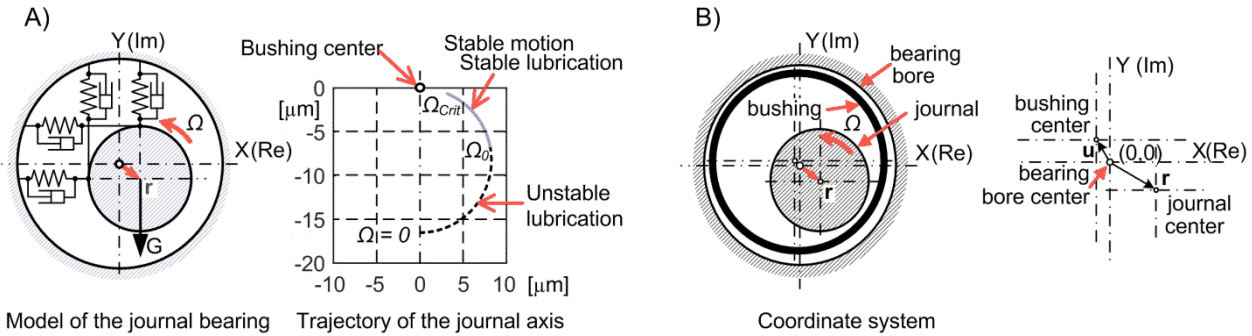 A)
Y(Im)
Ω
X(Re)
r
G
Model of the journal bearing
Bushing center
Stable motion
Stable lubrication
0
[µm]
-5
-10
-15
-20
Ω_Crit
Ω_0
Unstable
lubrication
Ω = 0
-10 -5 0 5 10 [µm]
Trajectory of the journal axis
B)
Y(Im)
bearing
bore
bushing
Ω
journal
X(Re)
r
Coordinate system
Y (Im)
bushing
center
u
(0,0)
X(Re)
bearing
bore center
r
journal
center